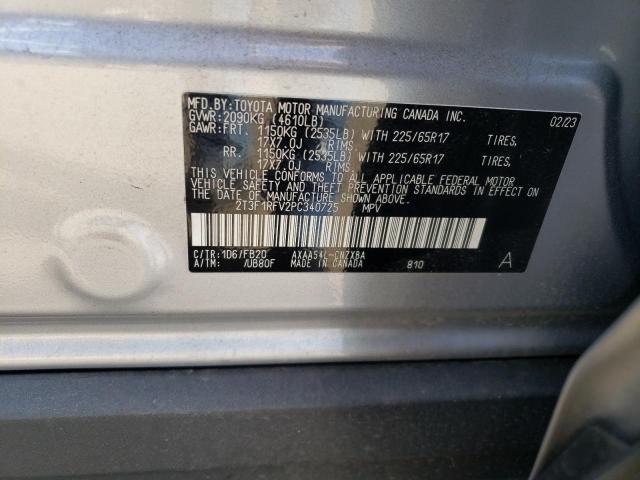 MFD.BY: TOYOTA MOTOR MANUFACTURING CANADA INC.
GVWR: 2090KG (4610LB) 02/23
GAWR: FRT. 1150KG (2535LB) WITH 225/65R17 TIRES.
17X7.0J RIMS.
RR. 1150KG (2535LB) WITH 225/65R17 TIRES.
17X7.0J RIMS.
THIS VEHICLE CONFORMS TO ALL APPLICABLE FEDERAL MOTOR
VEHICLE SAFETY AND THEFT PREVENTION STANDARDS IN EFFECT ON
THE DATE OF MANUFACTURE SHOWN ABOVE.
2T3F1RFV2PC340725 MPV
C/TR: 1D6/FB20 AXAA54L-CNZXBA
A/TM: /UB80F MADE IN CANADA 810 A